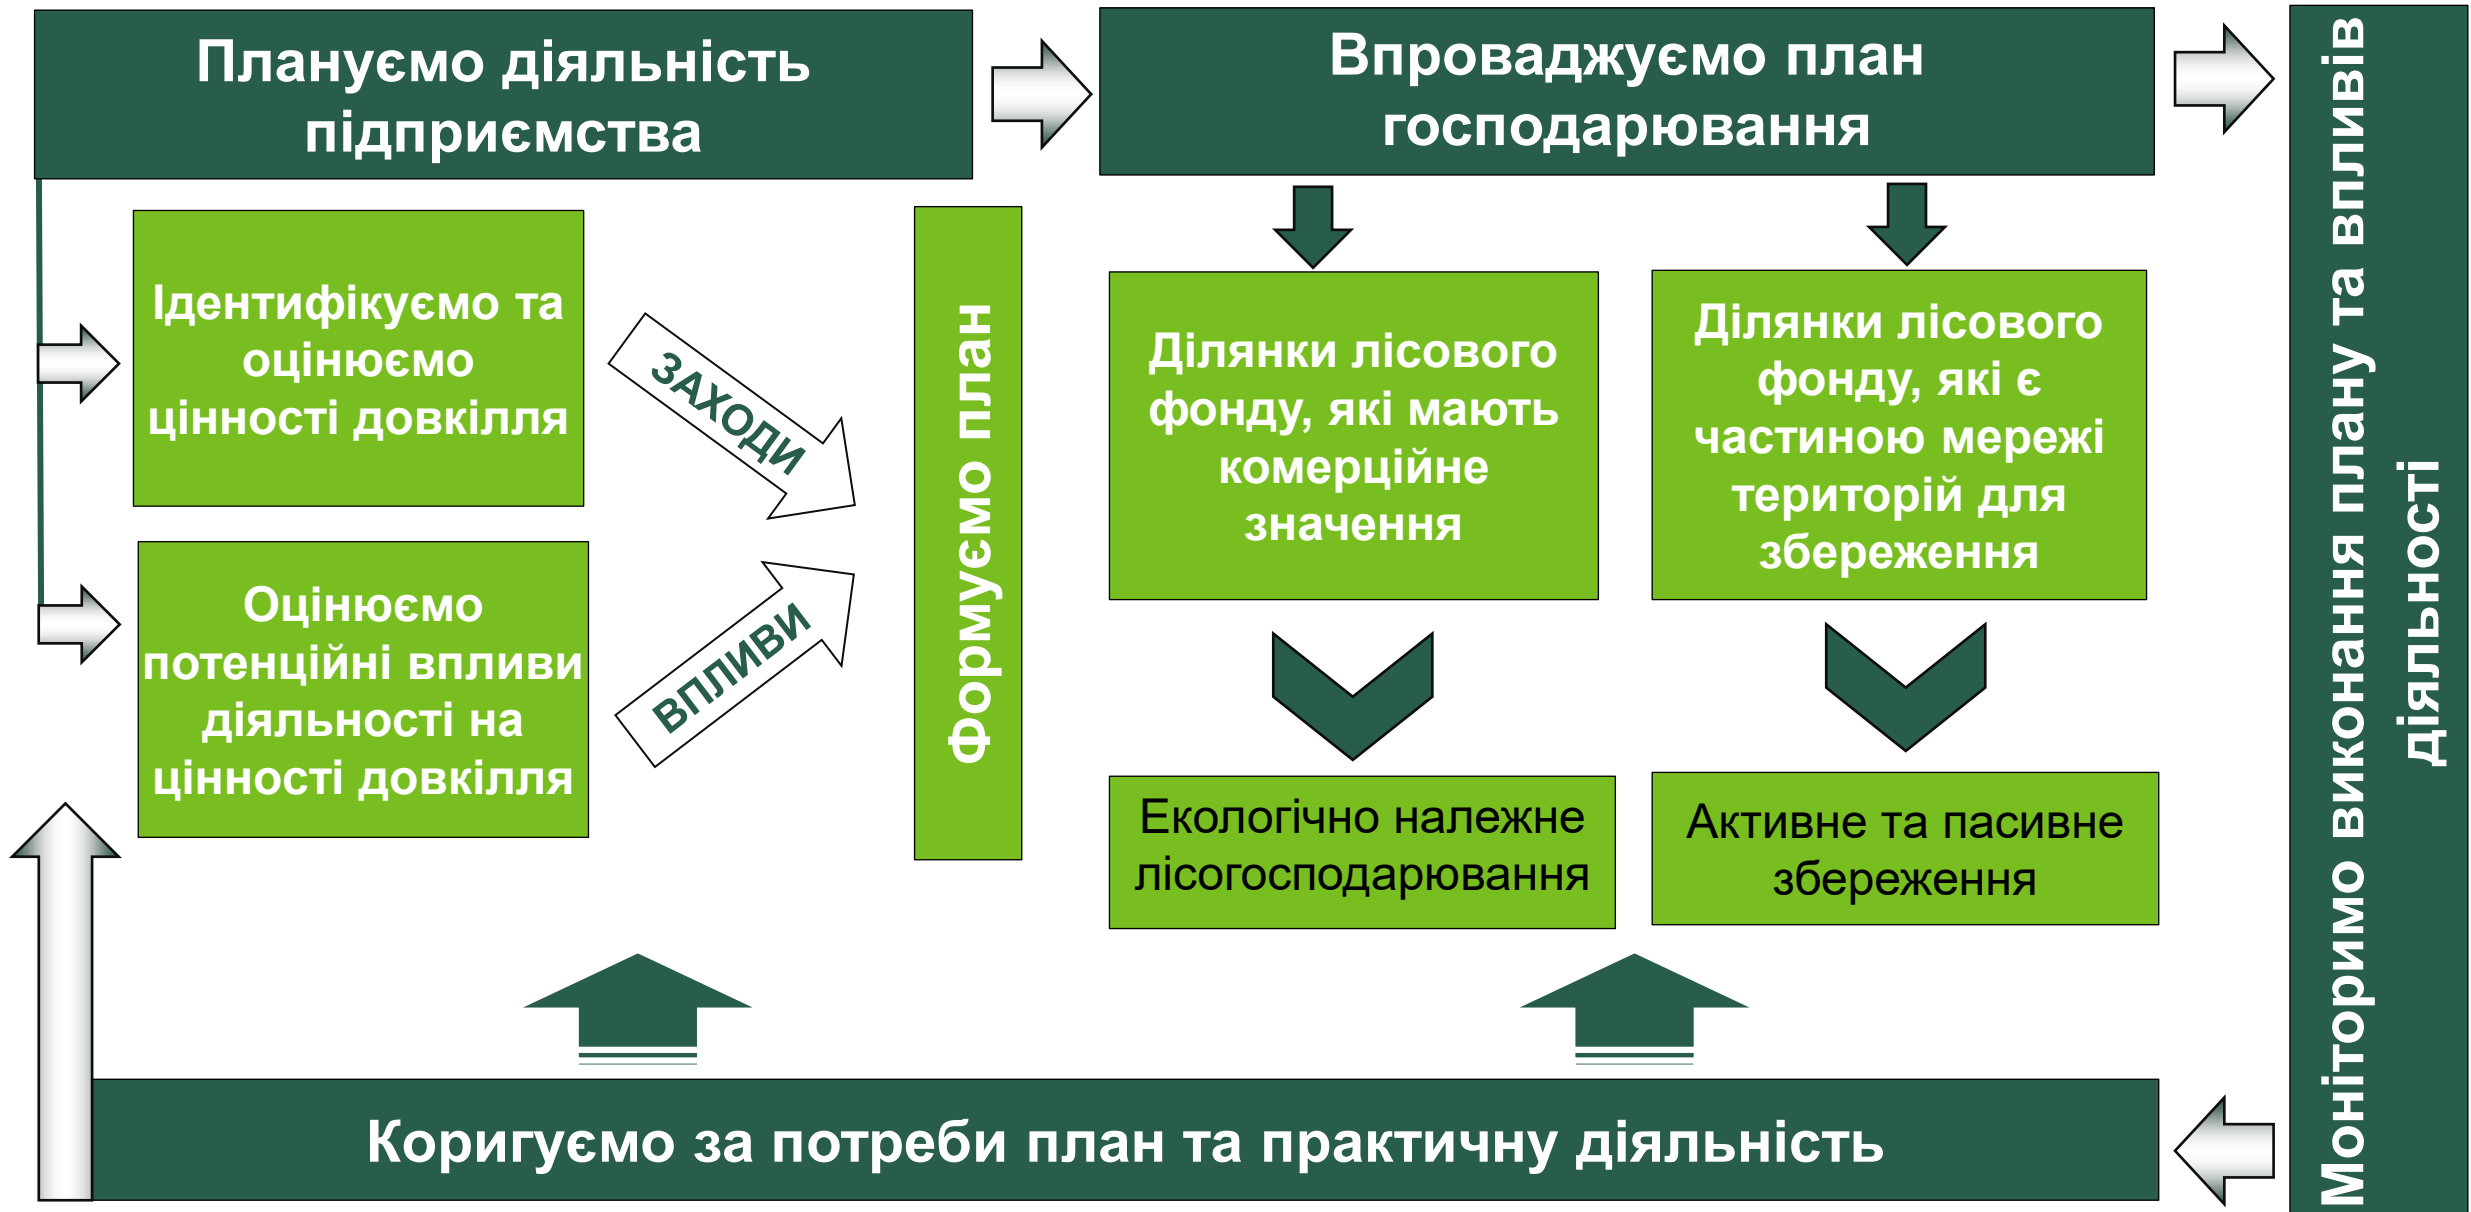 Плануємо діяльність
підприємства
Впроваджуємо план
господарювання
Моніторимо виконання плану та впливів
діяльності
Ідентифікуємо та
оцінюємо
цінності довкілля
ЗАХОДИ
Оцінюємо
потенційні впливи
діяльності на
цінності довкілля
ВПЛИВИ
Формуємо план
Ділянки лісового
фонду, які мають
комерційне
значення
Ділянки лісового
фонду, які є
частиною мережі
територій для
збереження
Екологічно належне
лісогосподарювання
Активне та пасивне
збереження
Коригуємо за потреби план та практичну діяльність